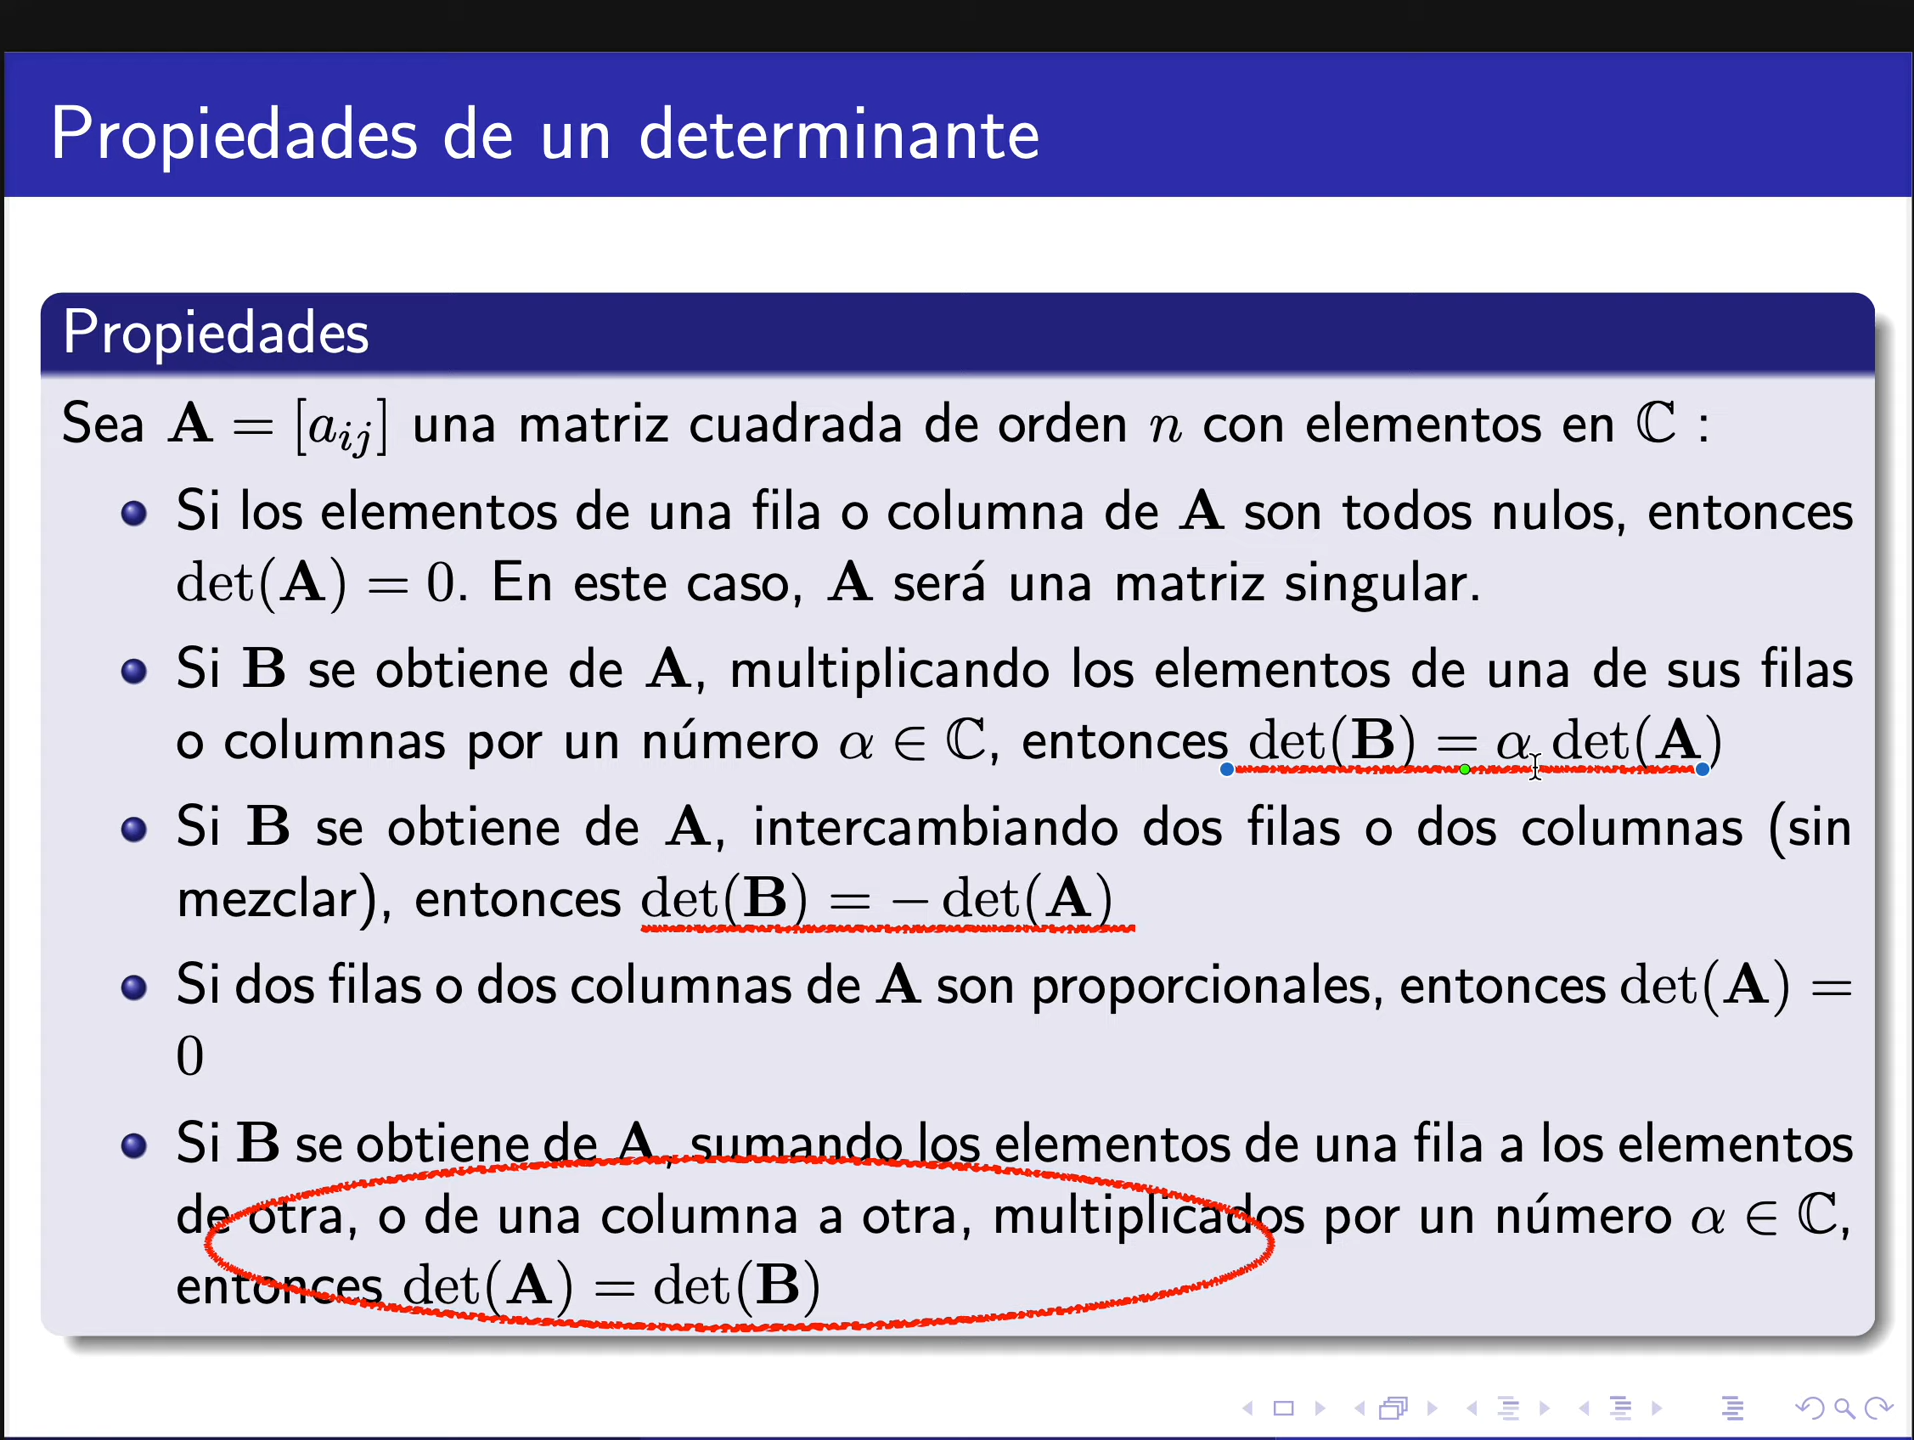 Propiedades de un determinante
Propiedades
Sea A = [a_{ij}] una matriz cuadrada de orden n con elementos en ℂ :
Si los elementos de una fila o columna de A son todos nulos, entonces
det(A) = 0. En este caso, A será una matriz singular.
Si B se obtiene de A, multiplicando los elementos de una de sus filas
o columnas por un número α ∈ ℂ, entonces det(B) = α det(A)
Si B se obtiene de A, intercambiando dos filas o dos columnas (sin
mezclar), entonces det(B) = − det(A)
Si dos filas o dos columnas de A son proporcionales, entonces det(A) =
0
Si B se obtiene de A, sumando los elementos de una fila a los elementos
de otra, o de una columna a otra, multiplicados por un número α ∈ ℂ,
entonces det(A) = det(B)